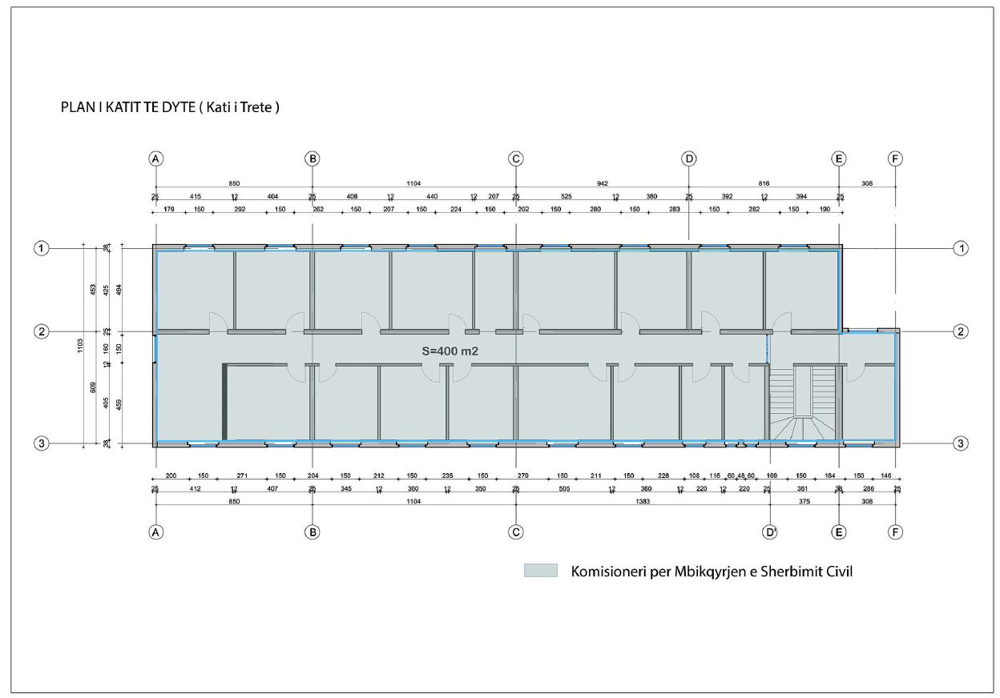 PLAN I KATIT TE DYTE ( Kati i Trete )
A B C D E F
850 1104 942 816 308
25 415 12 404 25 408 12 440 12 207 25 525 12 380 25 392 12 394 25
179 150 292 150 262 150 207 150 224 150 202 150 280 150 283 150 282 150 190
1 38 1
453 425 494
2 25 2
1103 160 150
S=400 m2
12
609 405 459
3 38 3
200 150 271 150 204 150 212 150 235 150 279 150 211 150 228 108 116 60 48 60 169 150 164 150 146
25 412 12 407 25 345 12 360 12 350 25 505 12 360 12 220 12 220 25 361 38 286 25
850 1104 1383 375 308
A B C D' E F
Komisioneri per Mbikqyrjen e Sherbimit Civil